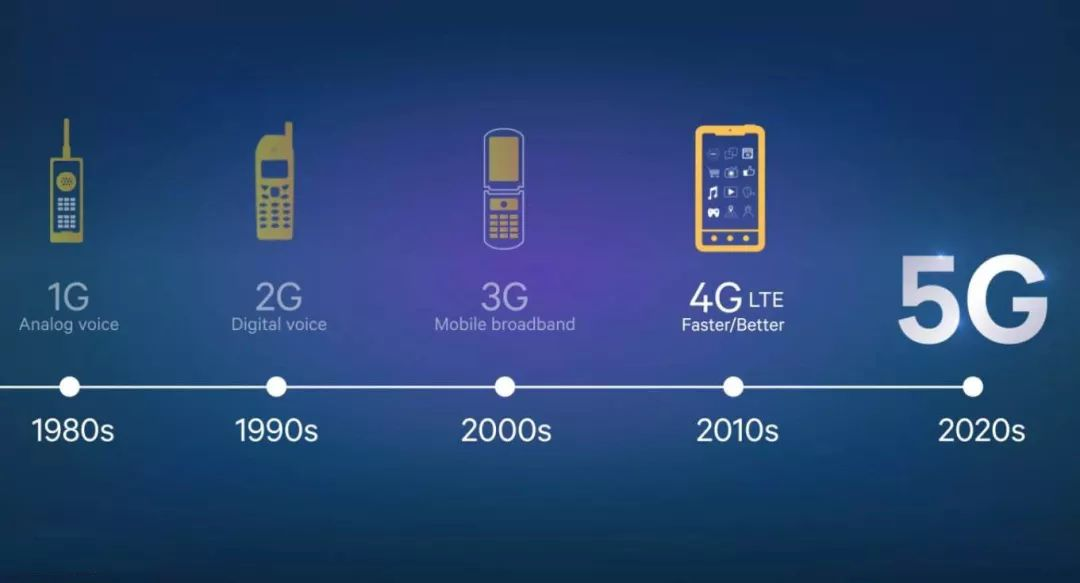 1G
Analog voice
2G
Digital voice
3G
Mobile broadband
4G LTE
Faster/Better
5G
1980s
1990s
2000s
2010s
2020s